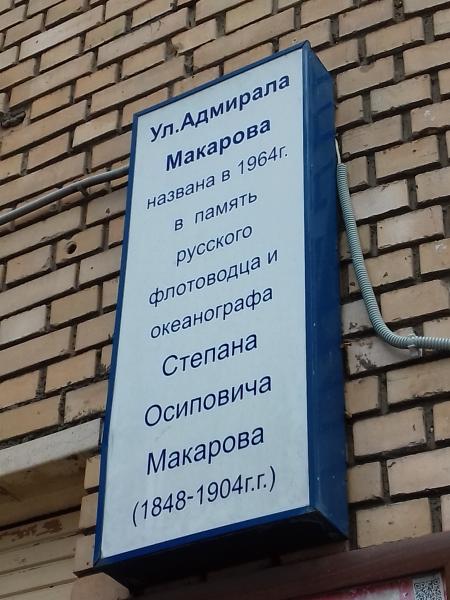 Ул.Адмирала
Макарова
названа в 1964г.
в память
русского
флотоводца и
океанографа
Степана
Осиповича
Макарова
(1848-1904г.г.)